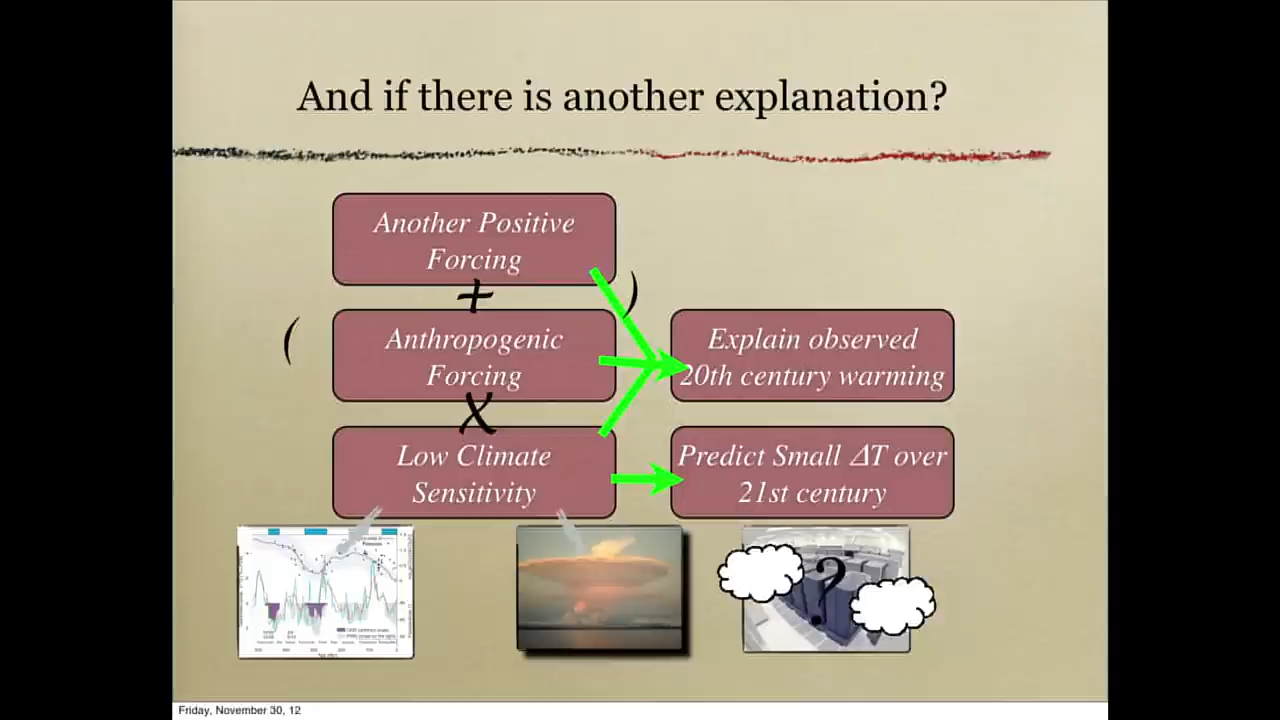 And if there is another explanation?
Another Positive
Forcing
+
(
)
Anthropogenic
Forcing
Explain observed
20th century warming
x
Low Climate
Sensitivity
Predict Small ΔT over
21st century
?
Friday, November 30, 12